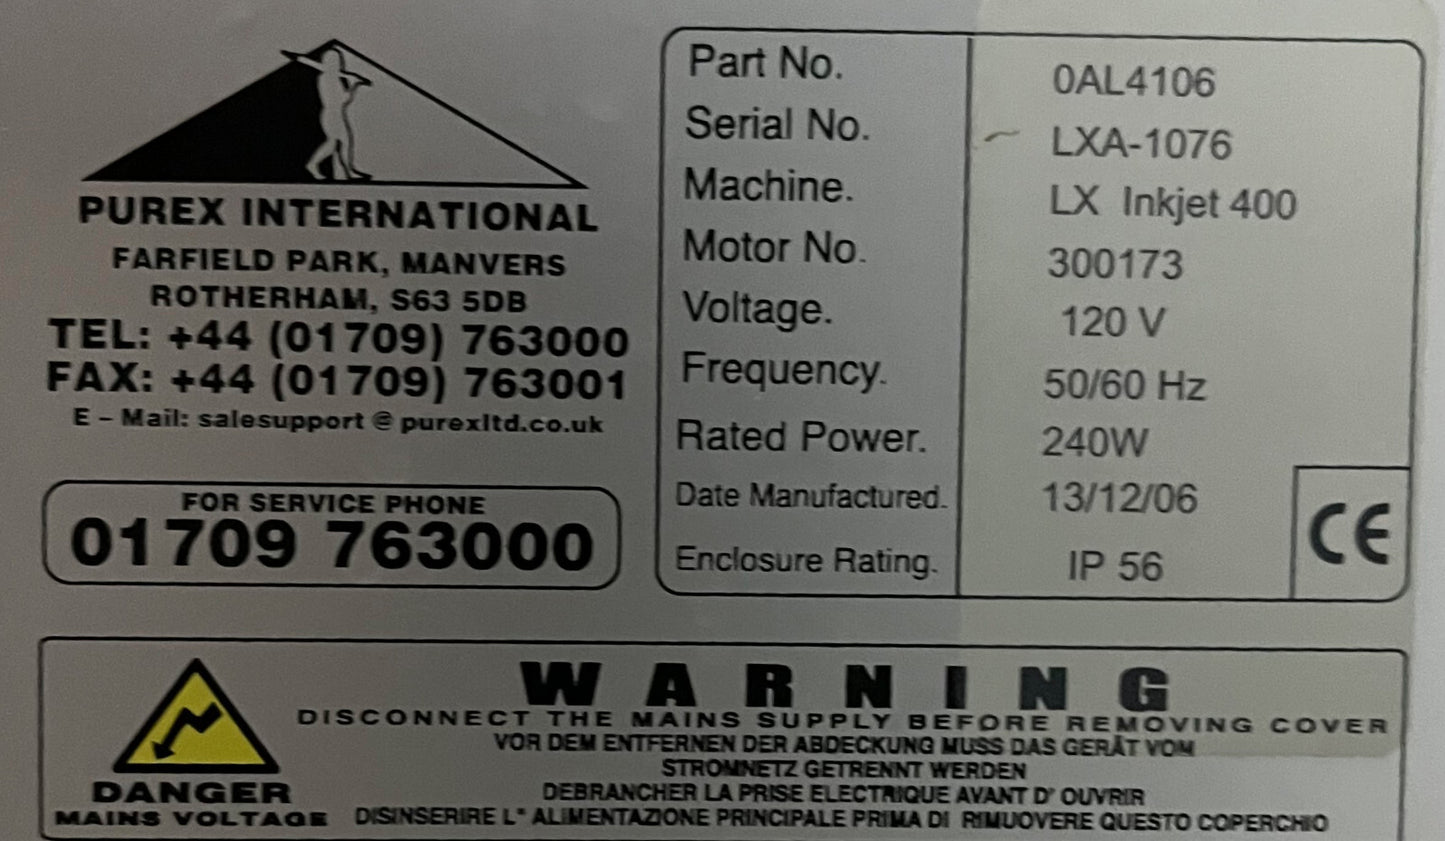 PUREX INTERNATIONAL
FARFIELD PARK, MANVERS
ROTHERHAM, S63 5DB
TEL: +44 (01709) 763000
FAX: +44 (01709) 763001
E - Mail: salesupport @ purexltd.co.uk
FOR SERVICE PHONE
01709 763000
Part No. 0AL4106
Serial No. LXA-1076
Machine. LX Inkjet 400
Motor No. 300173
Voltage. 120 V
Frequency. 50/60 Hz
Rated Power. 240W
Date Manufactured. 13/12/06
Enclosure Rating. IP 56
CE
WARNING
DISCONNECT THE MAINS SUPPLY BEFORE REMOVING COVER
VOR DEM ENTFERNEN DER ABDECKUNG MUSS DAS GERÄT VOM
STROMNETZ GETRENNT WERDEN
DEBRANCHER LA PRISE ELECTRIQUE AVANT D' OUVRIR
DISINSERIRE L" ALIMENTAZIONE PRINCIPALE PRIMA DI RIMUOVERE QUESTO COPERCHIO
DANGER
MAINS VOLTAGE